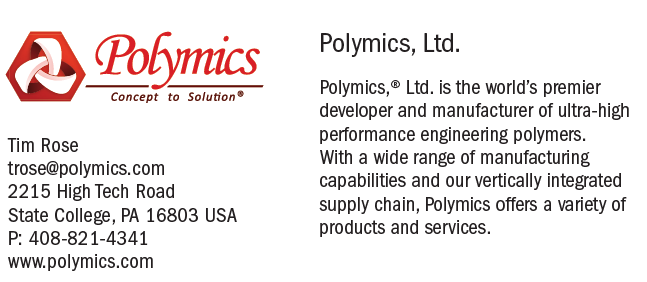 Polymics
Concept to Solution®
Tim Rose
trose@polymics.com
2215 High Tech Road
State College, PA 16803 USA
P: 408-821-4341
www.polymics.com
Polymics, Ltd.
Polymics,® Ltd. is the world’s premier
developer and manufacturer of ultra-high
performance engineering polymers.
With a wide range of manufacturing
capabilities and our vertically integrated
supply chain, Polymics offers a variety of
products and services.